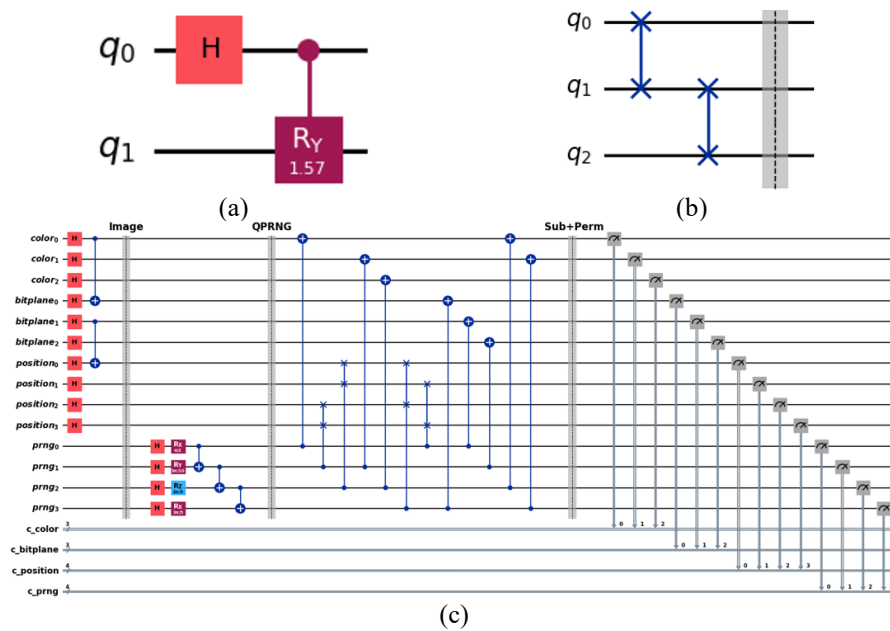 q0
H
q1
RY
1.57
(a)
q0
q1
q2
(b)
Image QPRNG Sub+Perm
color0 H
color1 H
color2 H
bitplane0 H
bitplane1 H
bitplane2 H
position0 H
position1 H
position2 H
position3 H
prng0 H RX
prng1 H RY
prng2 H RZ
prng3 H RX
c_color 3 0 1 2
c_bitplane 3 0 1 2
c_position 4 0 1 2 3
c_prng 4 0 1 2
(c)